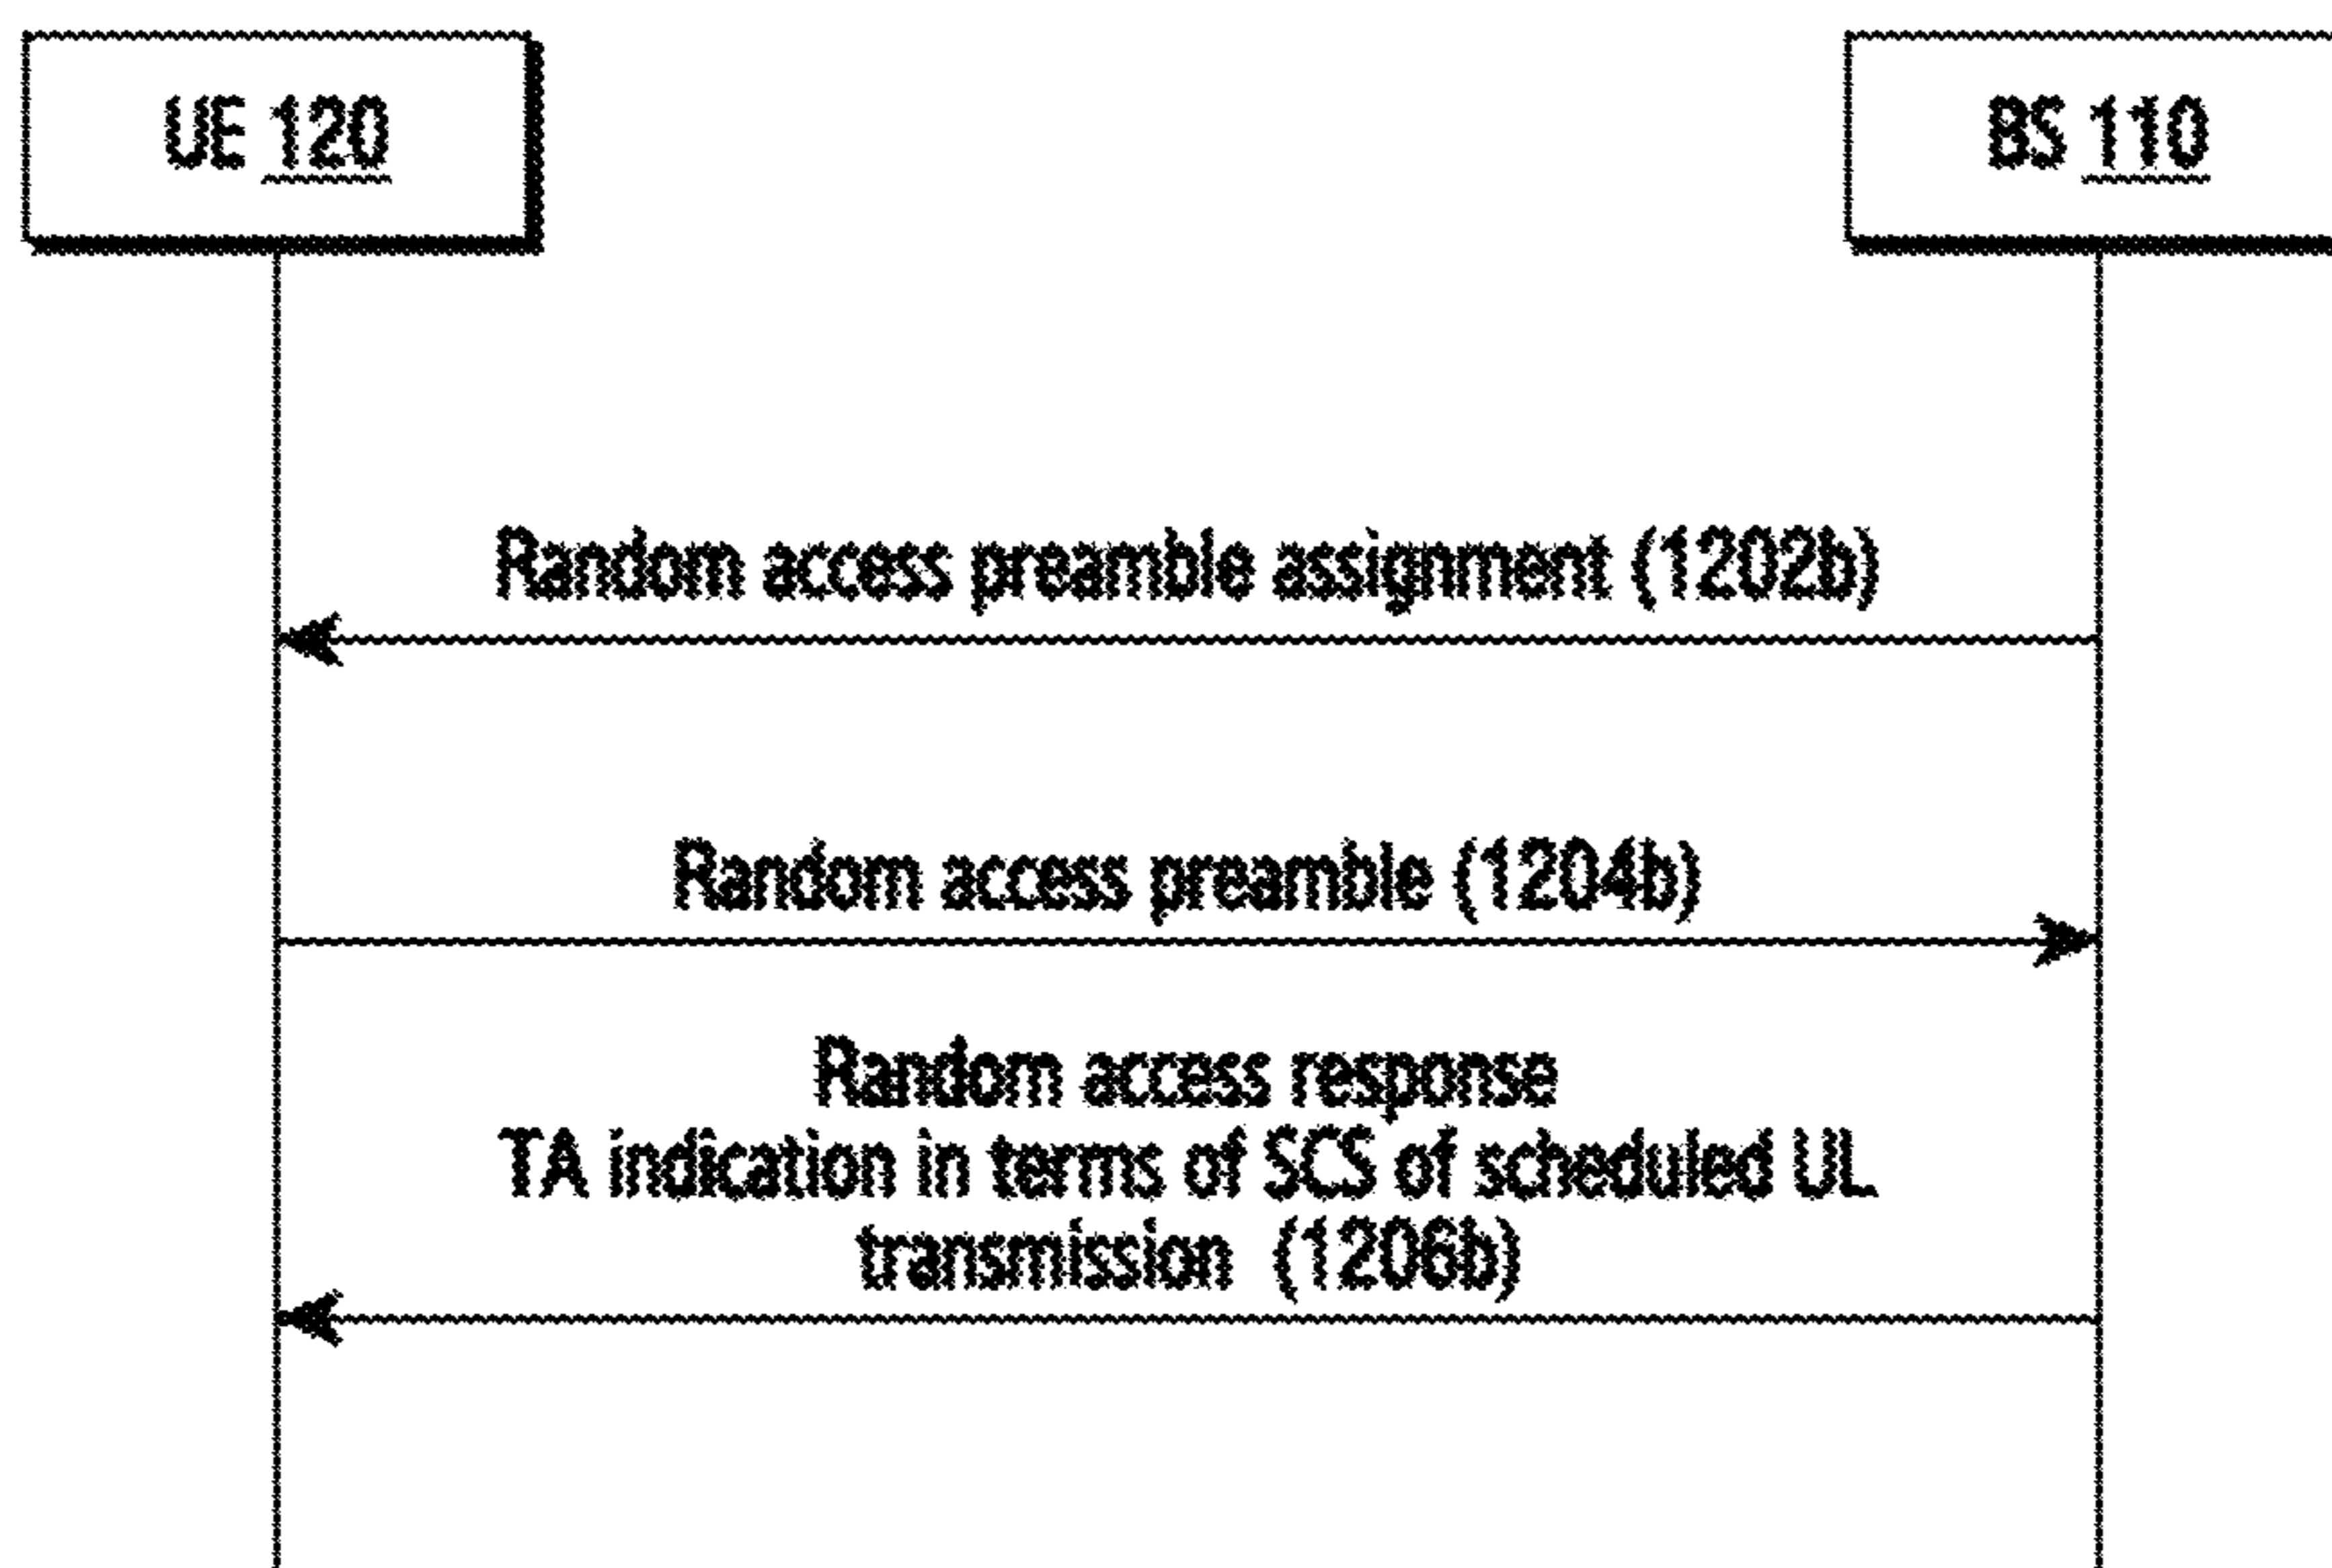 UE 120
BS 110
Random access preamble assignment (1202b)
Random access preamble (1204b)
Random access response
TA indication in terms of SCS of scheduled UL
transmission (1206b)